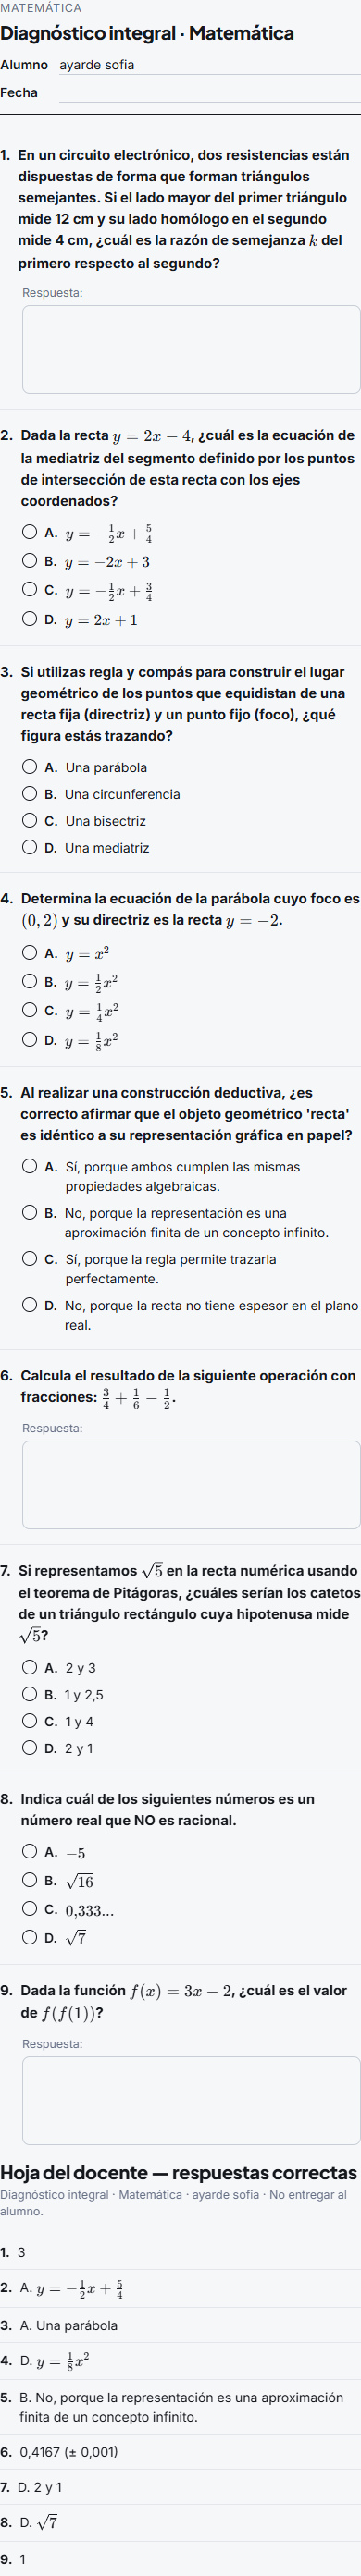 MATEMÁTICA
Diagnóstico integral · Matemática
Alumno ayarde sofia
Fecha
1. En un circuito electrónico, dos resistencias están
dispuestas de forma que forman triángulos
semejantes. Si el lado mayor del primer triángulo
mide 12 cm y su lado homólogo en el segundo
mide 4 cm, ¿cuál es la razón de semejanza k del
primero respecto al segundo?
Respuesta:
2. Dada la recta y = 2x − 4, ¿cuál es la ecuación de
la mediatriz del segmento definido por los puntos
de intersección de esta recta con los ejes
coordenados?
A. y = −1/2x + 5/4
B. y = −2x + 3
C. y = −1/2x + 3/4
D. y = 2x + 1
3. Si utilizas regla y compás para construir el lugar
geométrico de los puntos que equidistan de una
recta fija (directriz) y un punto fijo (foco), ¿qué
figura estás trazando?
A. Una parábola
B. Una circunferencia
C. Una bisectriz
D. Una mediatriz
4. Determina la ecuación de la parábola cuyo foco es
(0, 2) y su directriz es la recta y = −2.
A. y = x²
B. y = 1/2x²
C. y = 1/4x²
D. y = 1/8x²
5. Al realizar una construcción deductiva, ¿es
correcto afirmar que el objeto geométrico 'recta'
es idéntico a su representación gráfica en papel?
A. Sí, porque ambos cumplen las mismas
propiedades algebraicas.
B. No, porque la representación es una
aproximación finita de un concepto infinito.
C. Sí, porque la regla permite trazarla
perfectamente.
D. No, porque la recta no tiene espesor en el plano
real.
6. Calcula el resultado de la siguiente operación con
fracciones: 3/4 + 1/6 − 1/2.
Respuesta:
7. Si representamos √5 en la recta numérica usando
el teorema de Pitágoras, ¿cuáles serían los catetos
de un triángulo rectángulo cuya hipotenusa mide
√5?
A. 2 y 3
B. 1 y 2,5
C. 1 y 4
D. 2 y 1
8. Indica cuál de los siguientes números es un
número real que NO es racional.
A. −5
B. √16
C. 0,333...
D. √7
9. Dada la función f(x) = 3x − 2, ¿cuál es el valor
de f(f(1))?
Respuesta:
Hoja del docente — respuestas correctas
Diagnóstico integral · Matemática · ayarde sofia · No entregar al
alumno.
1. 3
2. A. y = −1/2x + 5/4
3. A. Una parábola
4. D. y = 1/8x²
5. B. No, porque la representación es una aproximación
finita de un concepto infinito.
6. 0,4167 (± 0,001)
7. D. 2 y 1
8. D. √7
9. 1